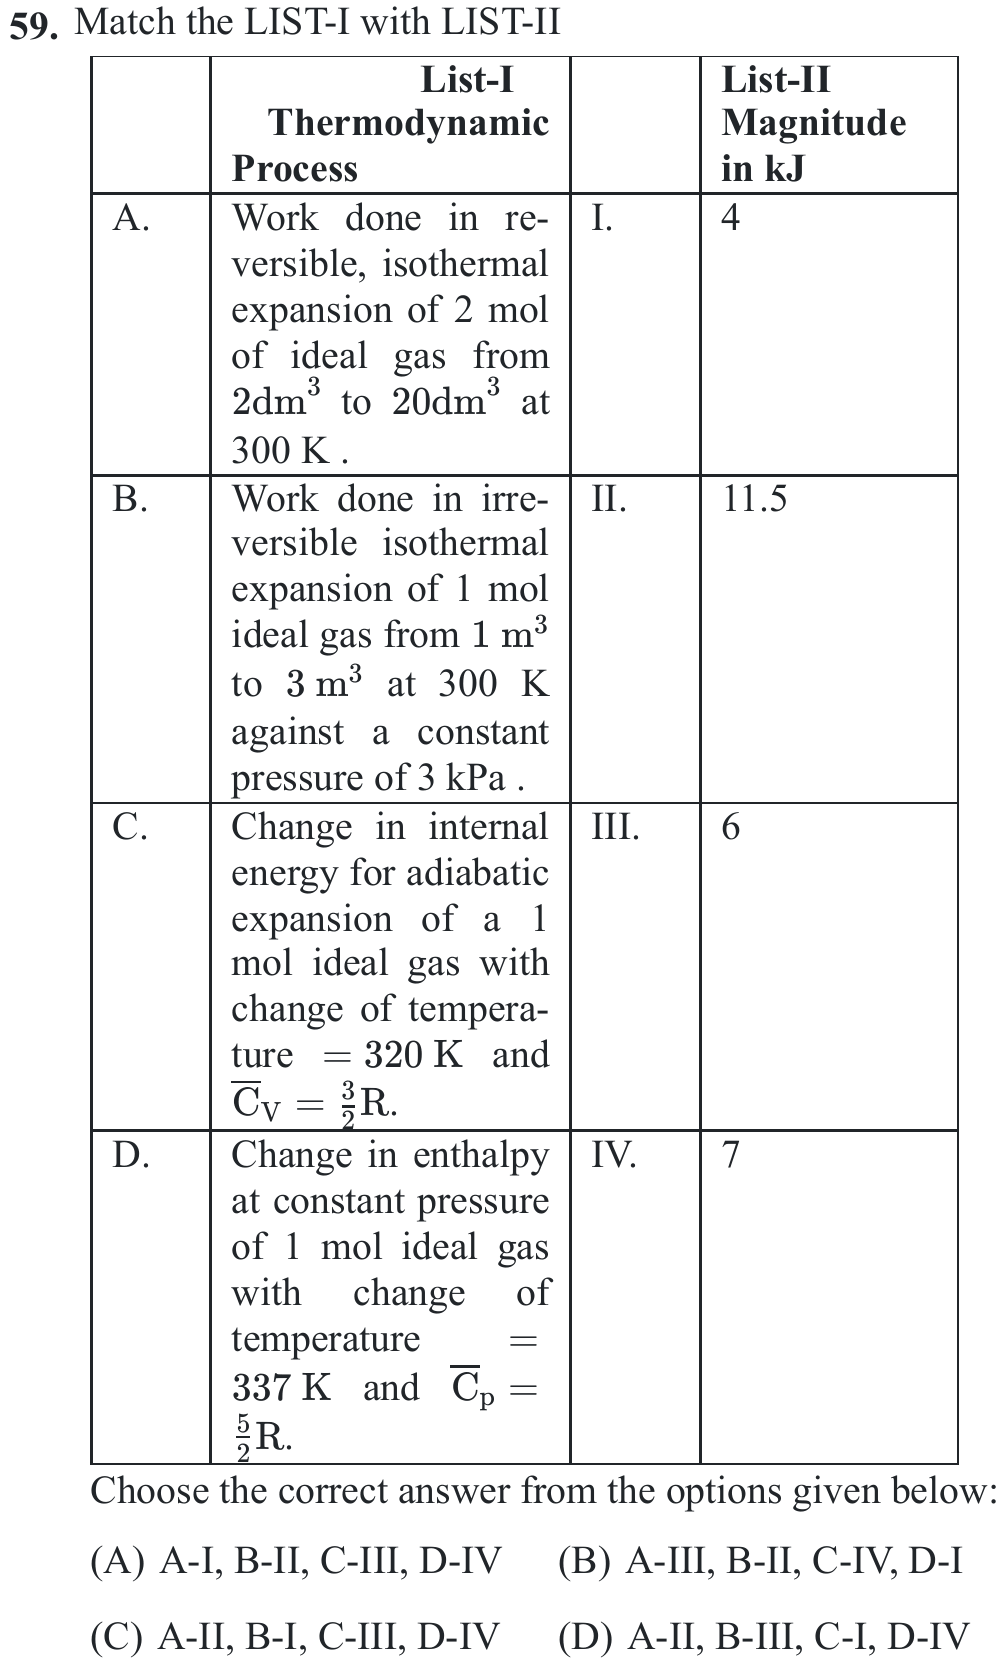 59. Match the LIST-I with LIST-II
List-I
Thermodynamic
Process
List-II
Magnitude
in kJ
A.
Work done in re-
versible, isothermal
expansion of 2 mol
of ideal gas from
2dm³ to 20dm³ at
300 K .
I.
4
B.
Work done in irre-
versible isothermal
expansion of 1 mol
ideal gas from 1 m³
to 3 m³ at 300 K
against a constant
pressure of 3 kPa .
II.
11.5
C.
Change in internal
energy for adiabatic
expansion of a 1
mol ideal gas with
change of tempera-
ture = 320 K and
C̅V = 3/2 R.
III.
6
D.
Change in enthalpy
at constant pressure
of 1 mol ideal gas
with change of
temperature =
337 K and C̅p =
5/2 R.
IV.
7
Choose the correct answer from the options given below:
(A) A-I, B-II, C-III, D-IV (B) A-III, B-II, C-IV, D-I
(C) A-II, B-I, C-III, D-IV (D) A-II, B-III, C-I, D-IV